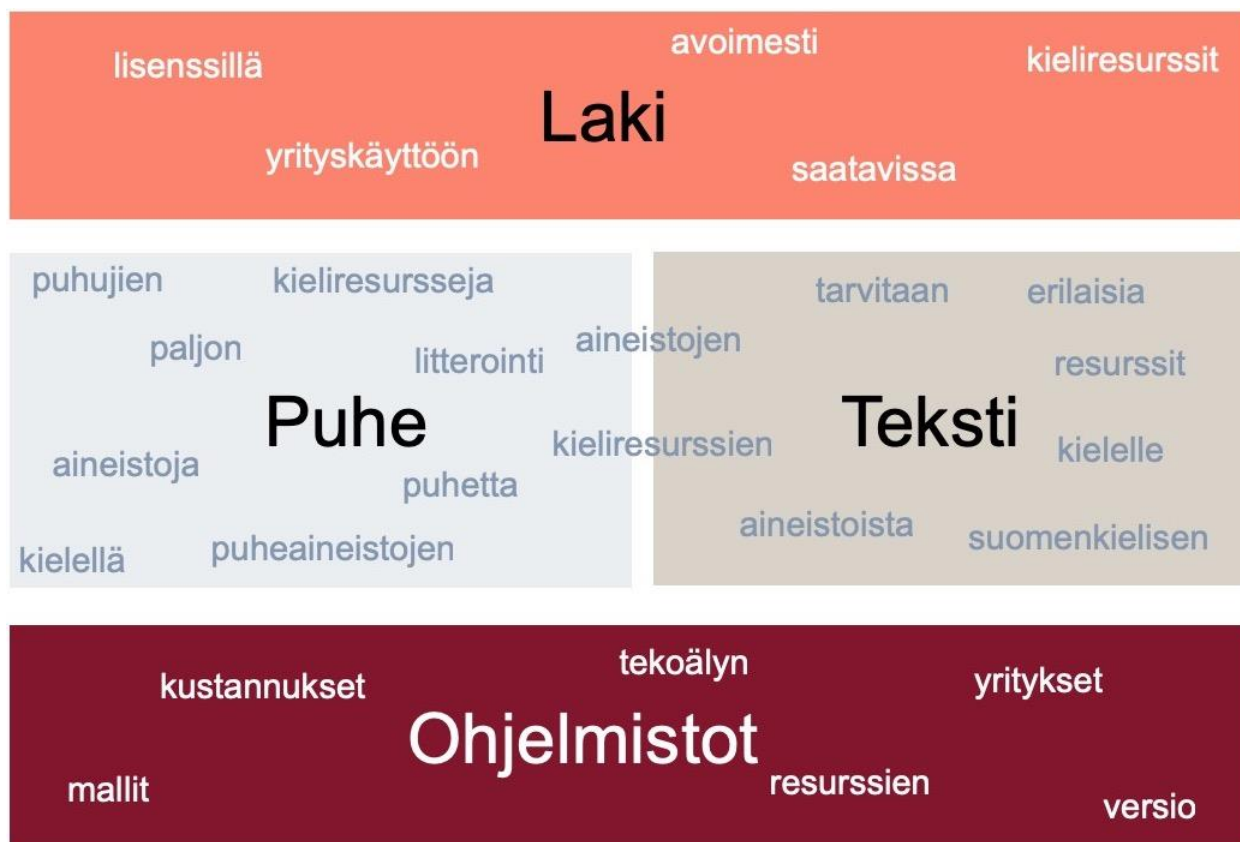 lisenssillä
avoimesti
kieliresurssit
Laki
yrityskäyttöön
saatavissa
puhujien
kieliresursseja
paljon
litterointi
Puhe
aineistoja
puhetta
kielellä
puheaineistojen
aineistojen
kieliresurssien
tarvitaan
erilaisia
resurssit
Teksti
kielelle
aineistoista
suomenkielisen
kustannukset
tekoälyn
yritykset
Ohjelmistot
mallit
resurssien
versio